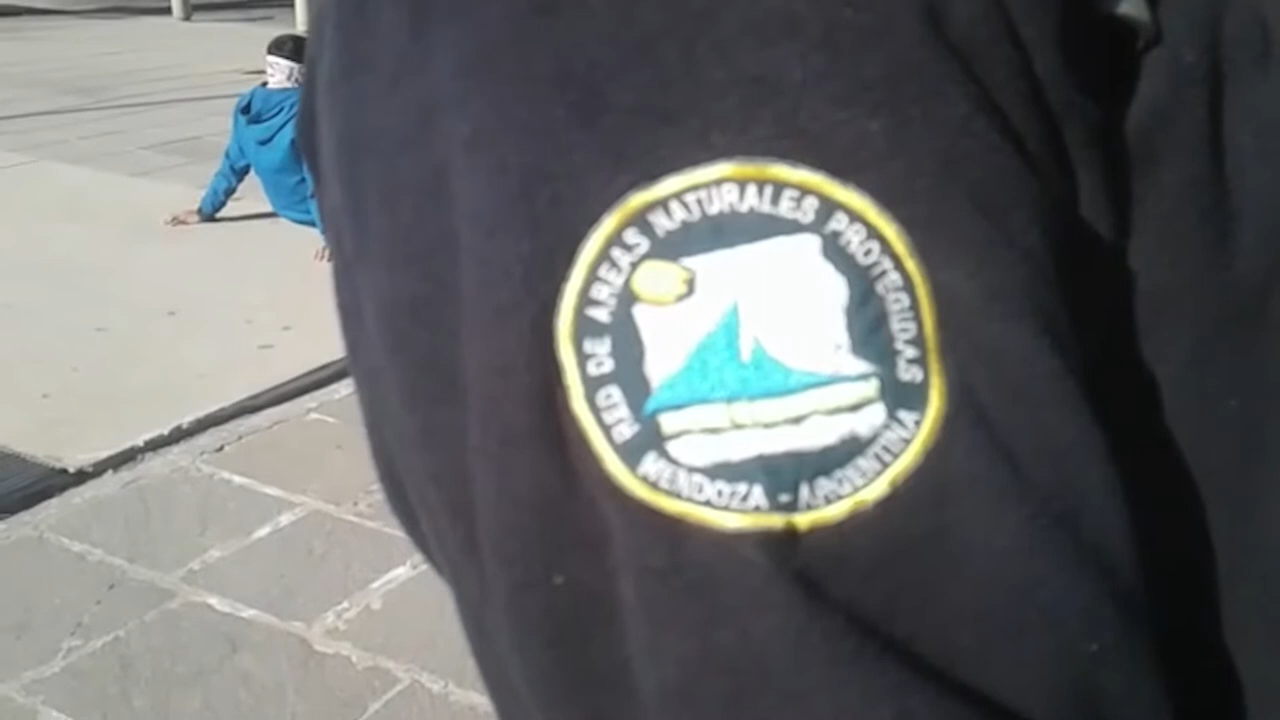 RED DE AREAS NATURALES PROTEGIDAS
MENDOZA - ARGENTINA